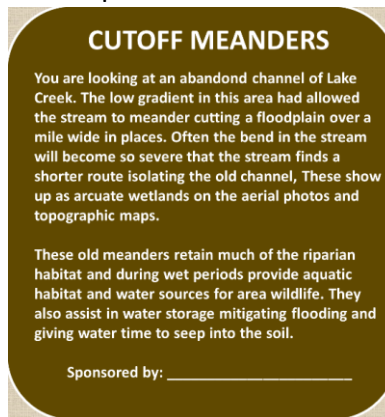 CUTOFF MEANDERS
You are looking at an abandond channel of Lake
Creek. The low gradient in this area had allowed
the stream to meander cutting a floodplain over a
mile wide in places. Often the bend in the stream
will become so severe that the stream finds a
shorter route isolating the old channel, These show
up as arcuate wetlands on the aerial photos and
topographic maps.
These old meanders retain much of the riparian
habitat and during wet periods provide aquatic
habitat and water sources for area wildlife. They
also assist in water storage mitigating flooding and
giving water time to seep into the soil.
Sponsored by: ________________________